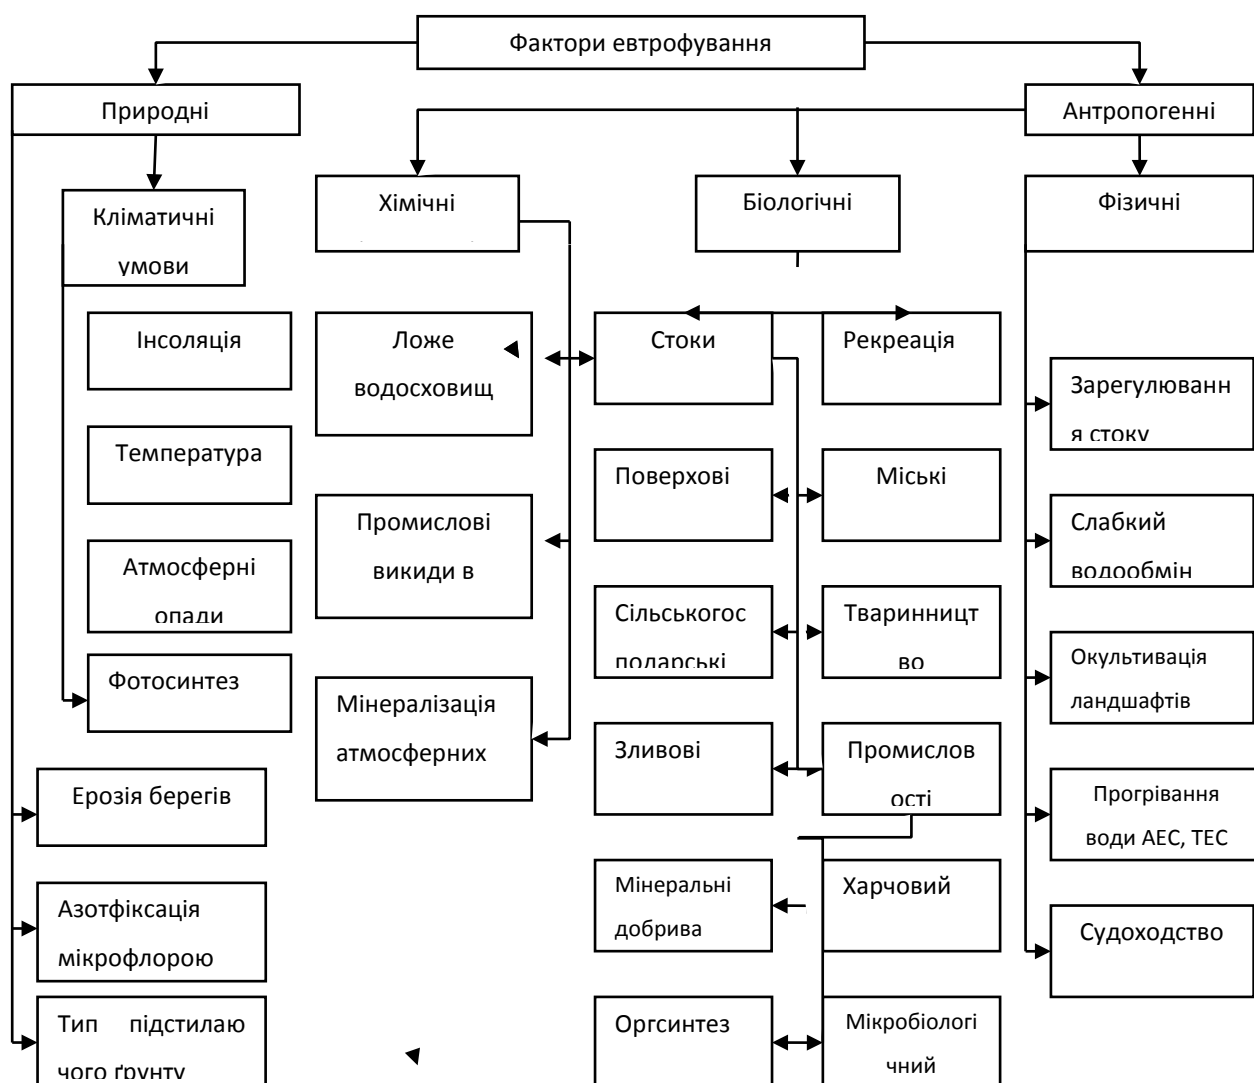 Фактори евтрофування
Природні
Антропогенні
Кліматичні
умови
Хімічні
Біологічні
Фізичні
Інсоляція
Температура
Атмосферні
опади
Фотосинтез
Ерозія берегів
Азотфіксація
мікрофлорою
Тип підстилаю
чого ґрунту
Ложе
водосховищ
Промислові
викиди в
Мінералізація
атмосферних
Стоки
Рекреація
Поверхові
Міські
Сільськогос
подарські
Тваринницт
во
Зливові
Промислов
ості
Мінеральні
добрива
Харчовий
Оргсинтез
Мікробіологі
чний
Зарегулюванн
я стоку
Слабкий
водообмін
Окультивація
ландшафтів
Прогрівання
води АЕС, ТЕС
Судоходство